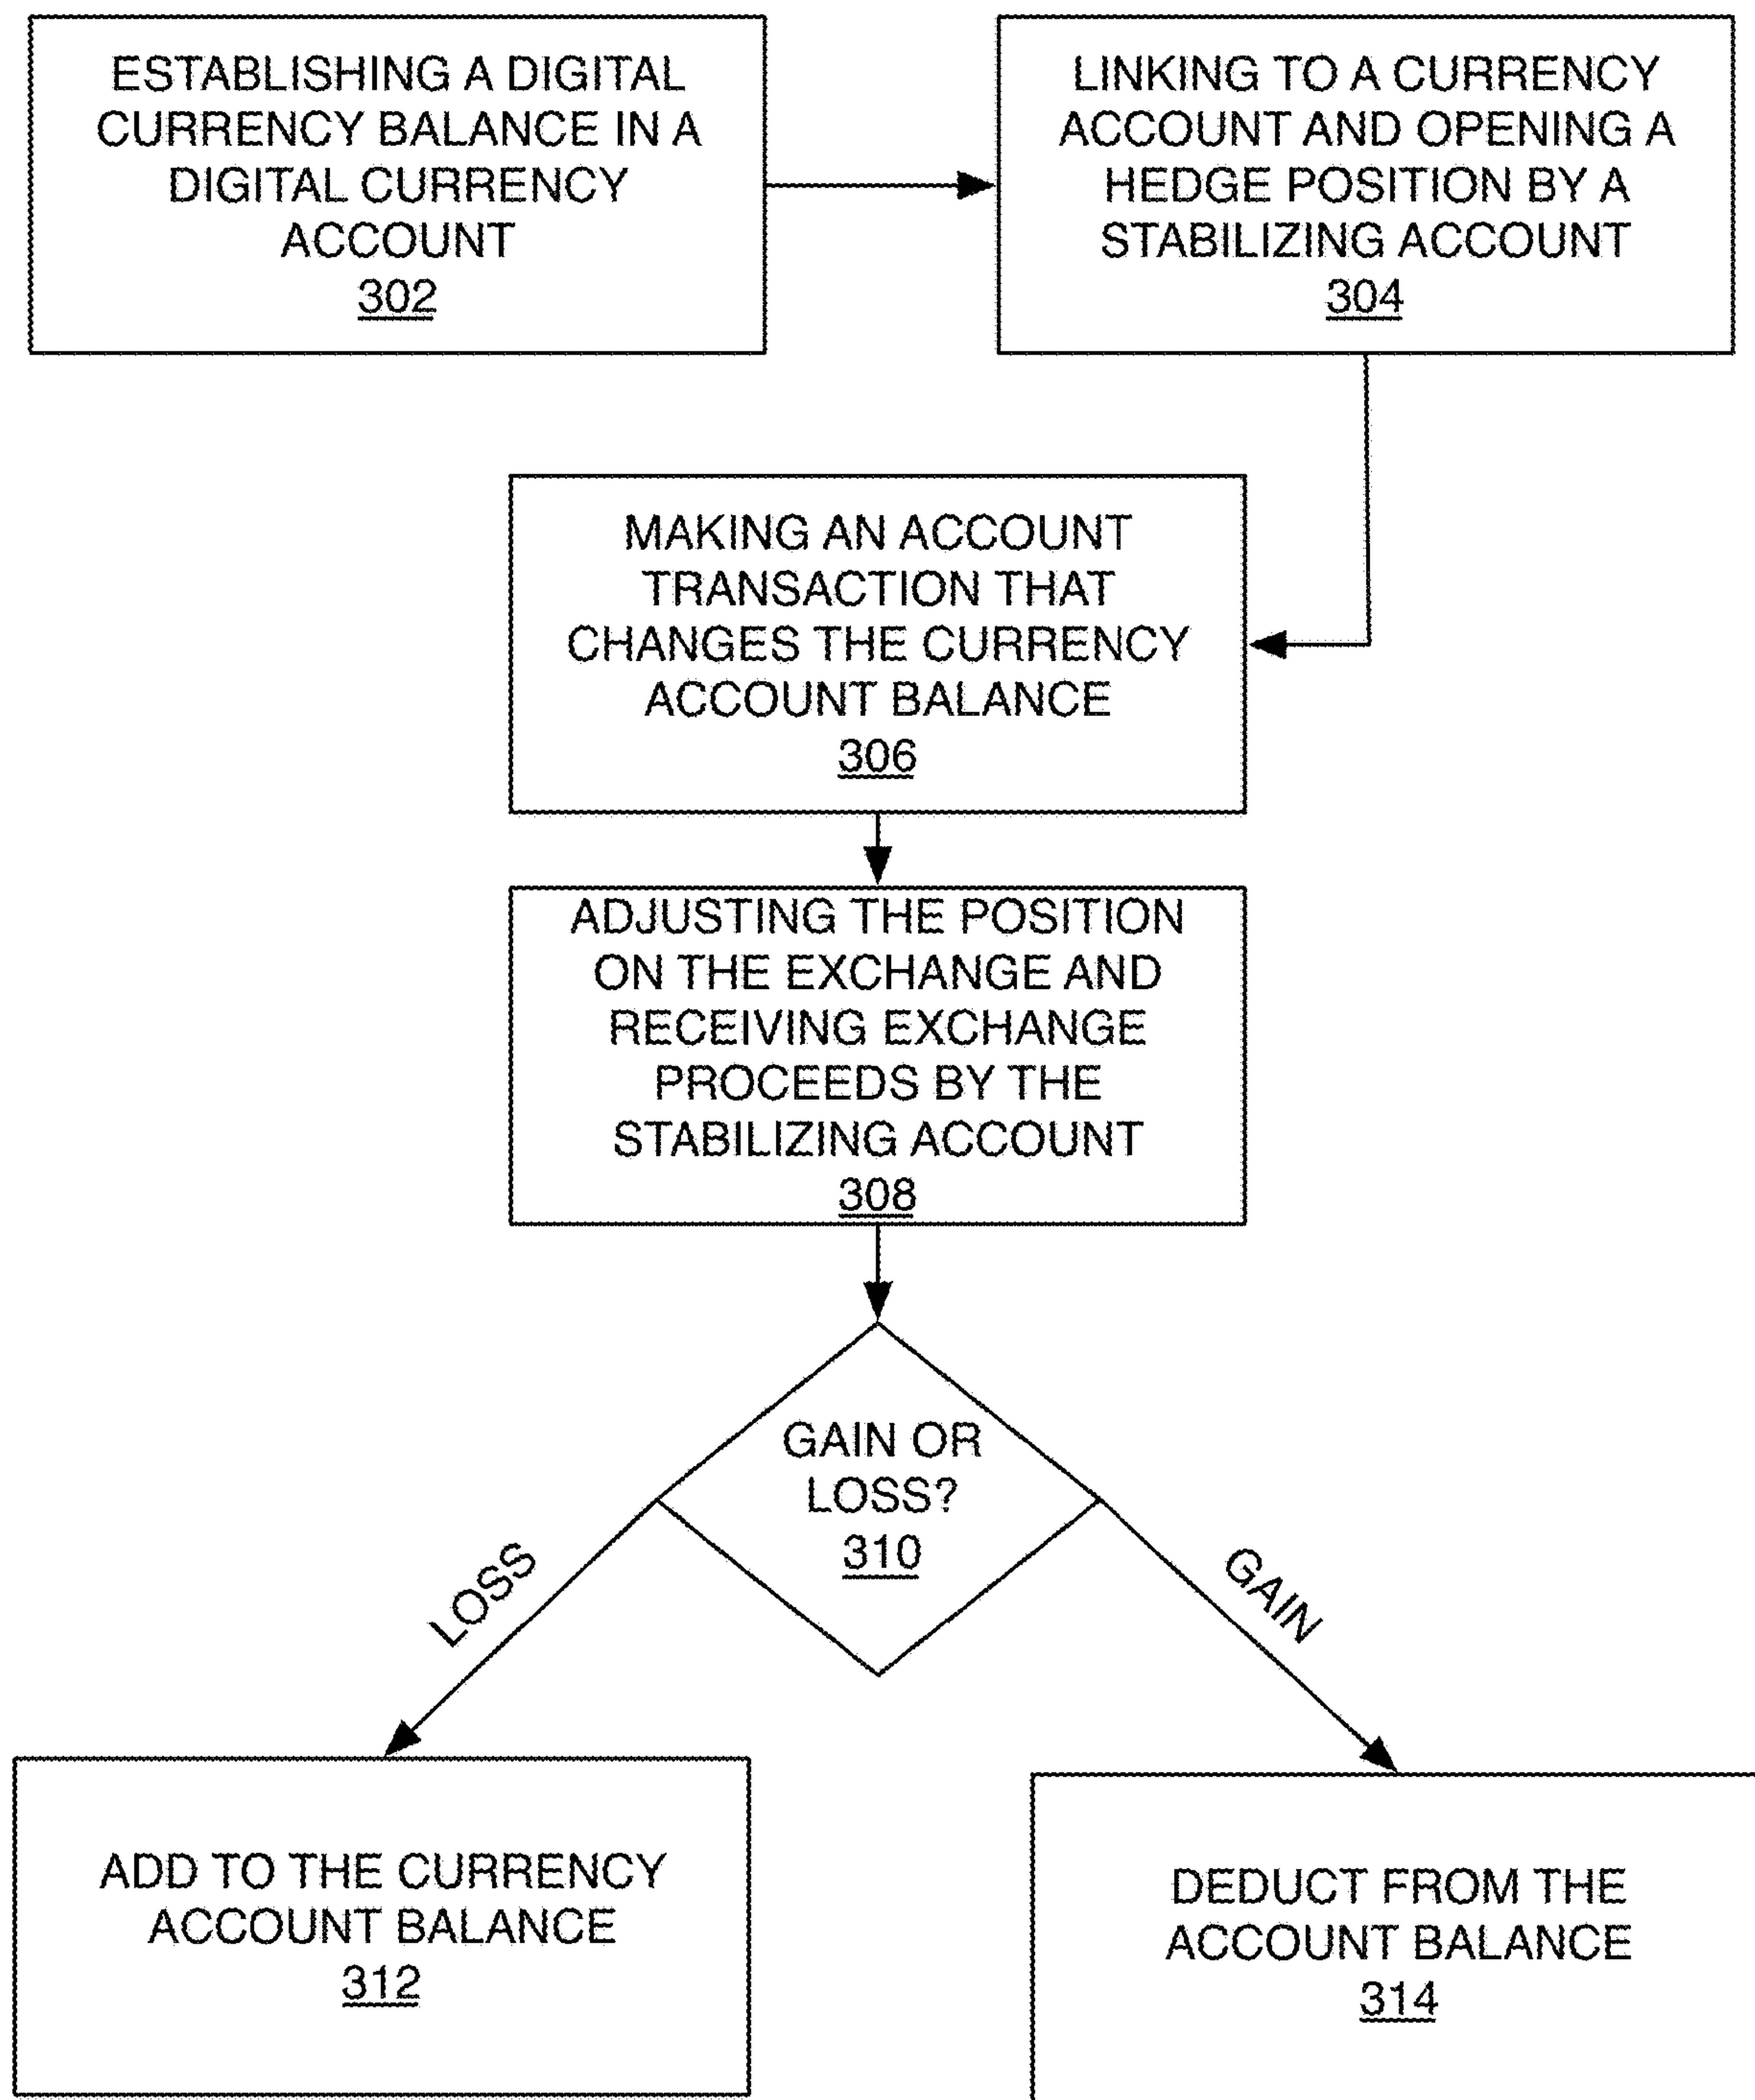 ESTABLISHING A DIGITAL
CURRENCY BALANCE IN A
DIGITAL CURRENCY
ACCOUNT
302
LINKING TO A CURRENCY
ACCOUNT AND OPENING A
HEDGE POSITION BY A
STABILIZING ACCOUNT
304
MAKING AN ACCOUNT
TRANSACTION THAT
CHANGES THE CURRENCY
ACCOUNT BALANCE
306
ADJUSTING THE POSITION
ON THE EXCHANGE AND
RECEIVING EXCHANGE
PROCEEDS BY THE
STABILIZING ACCOUNT
308
GAIN OR
LOSS?
310
LOSS
GAIN
ADD TO THE CURRENCY
ACCOUNT BALANCE
312
DEDUCT FROM THE
ACCOUNT BALANCE
314